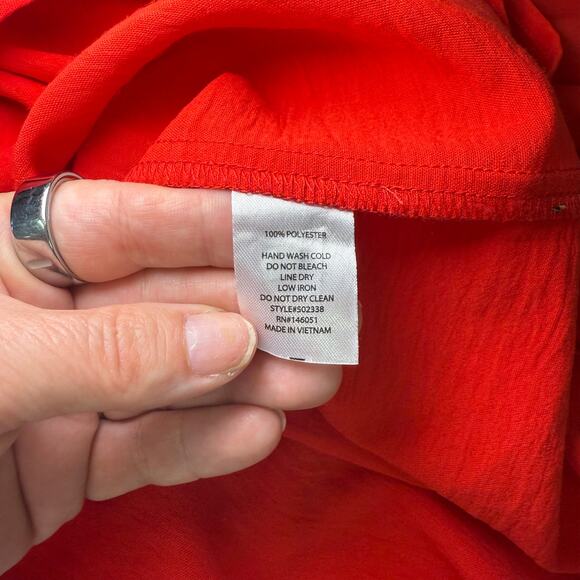 100% POLYESTER
HAND WASH COLD
DO NOT BLEACH
LINE DRY
LOW IRON
DO NOT DRY CLEAN
STYLE#502338
RN#146051
MADE IN VIETNAM